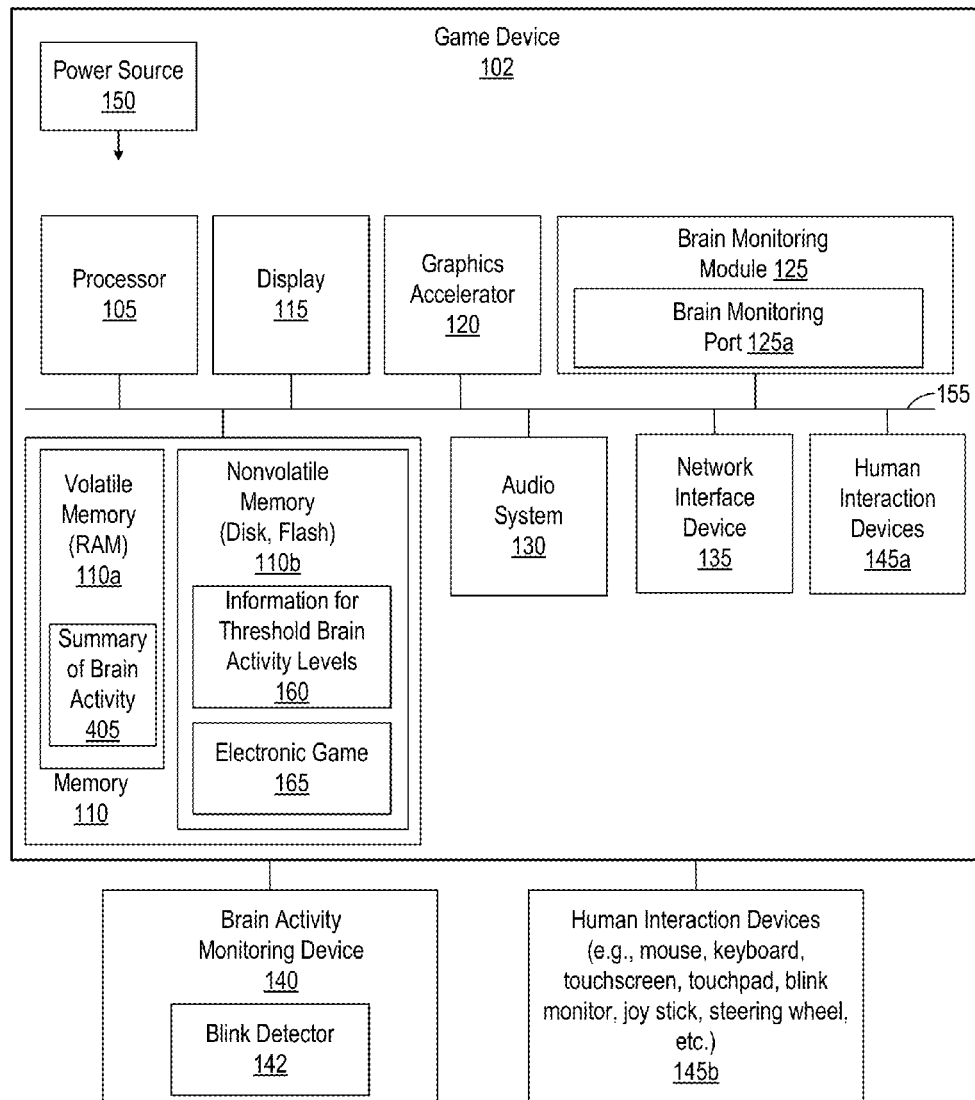 Game Device
102
Power Source
150
Processor
105
Display
115
Graphics
Accelerator
120
Brain Monitoring
Module 125
Brain Monitoring
Port 125a
155
Volatile
Memory
(RAM)
110a
Summary
of Brain
Activity
405
Memory
110
Nonvolatile
Memory
(Disk, Flash)
110b
Information for
Threshold Brain
Activity Levels
160
Electronic Game
165
Audio
System
130
Network
Interface
Device
135
Human
Interaction
Devices
145a
Brain Activity
Monitoring Device
140
Blink Detector
142
Human Interaction Devices
(e.g., mouse, keyboard,
touchscreen, touchpad, blink
monitor, joy stick, steering wheel,
etc.)
145b